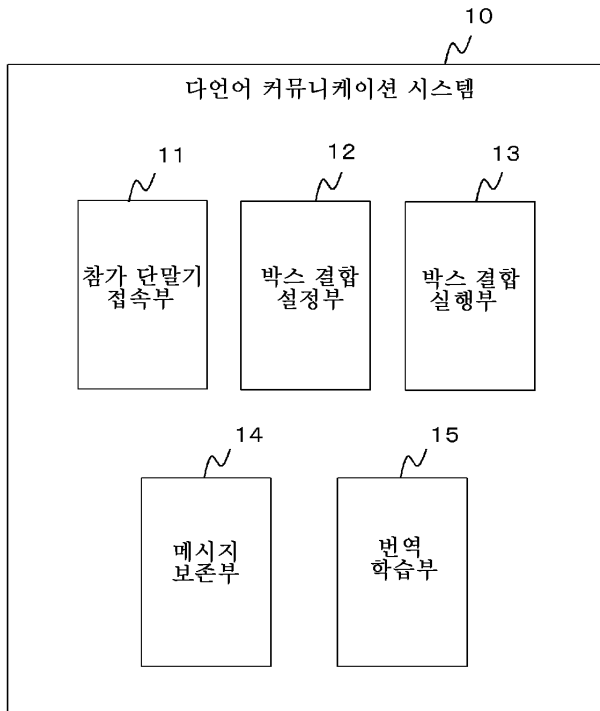 10
다언어 커뮤니케이션 시스템
11
12
13
참가 단말기
접속부
박스 결합
설정부
박스 결합
실행부
14
15
메시지
보존부
번역
학습부